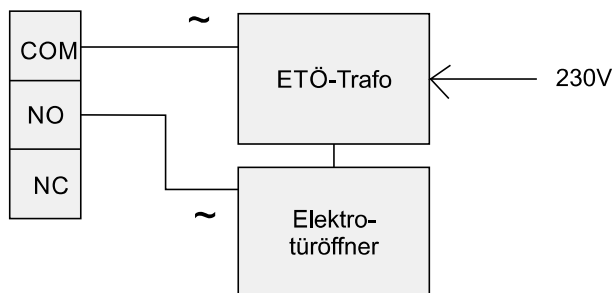 ~
COM
ETÖ-Trafo
230V
NO
NC
~
Elektro-
türöffner